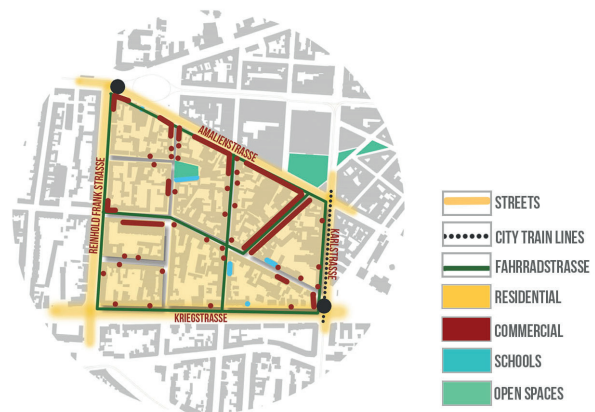 AMALIENSTRASSE
REINHOLD FRANK STRASSE
KARLSTRASSE
KRIEGSTRASSE
STREETS
CITY TRAIN LINES
FAHRRADSTRASSE
RESIDENTIAL
COMMERCIAL
SCHOOLS
OPEN SPACES